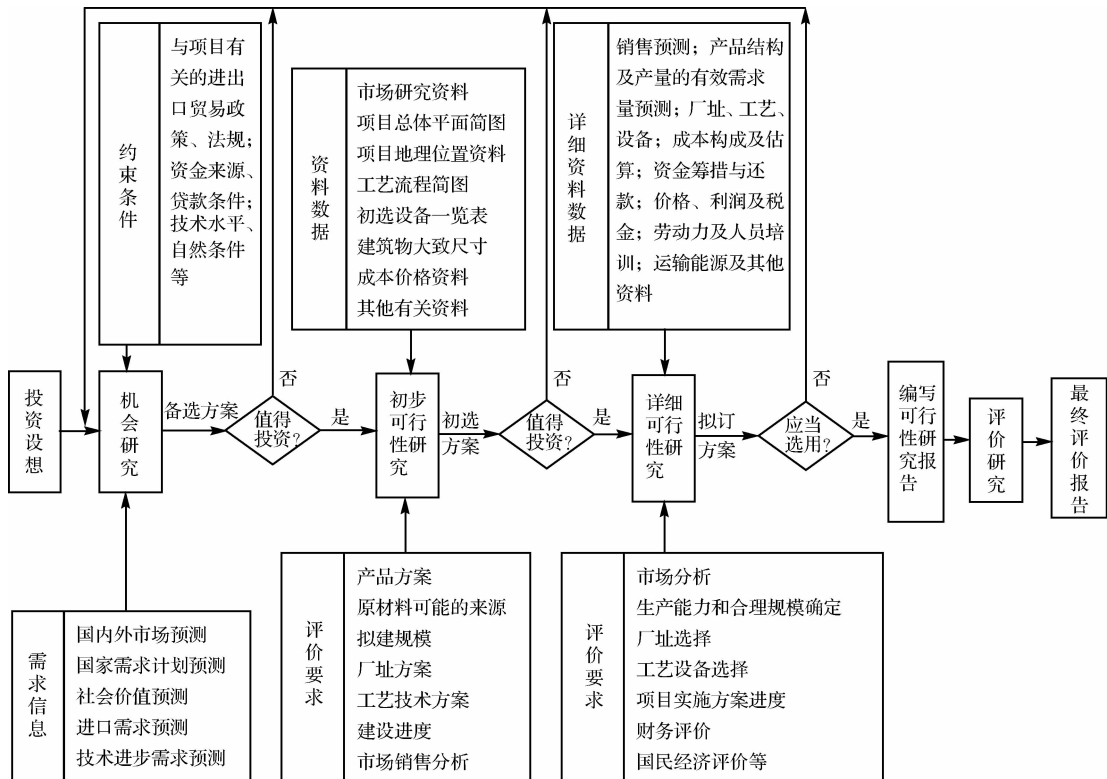 约束条件
与项目有
关的进出
口贸易政
策、法规；
资金来源、
贷款条件；
技术水平、
自然条件
等
资料数据
市场研究资料
项目总体平面简图
项目地理位置资料
工艺流程简图
初选设备一览表
建筑物大致尺寸
成本价格资料
其他有关资料
详细资料数据
销售预测；产品结构
及产量的有效需求
量预测；厂址、工艺、
设备；成本构成及估
算；资金筹措与还
款；价格、利润及税
金；劳动力及人员培
训；运输能源及其他
资料
投资设想
机会研究
备选方案
值得
投资？
否
是
初步
可行
性研
究
初选
方案
值得
投资？
否
是
详细
可行
性研
究
拟订
方案
应当
选用？
否
是
编写
可行
性研
究报
告
评价研究
最终评价报告
需求信息
国内外市场预测
国家需求计划预测
社会价值预测
进口需求预测
技术进步需求预测
评价要求
产品方案
原材料可能的来源
拟建规模
厂址方案
工艺技术方案
建设进度
市场销售分析
评价要求
市场分析
生产能力和合理规模确定
厂址选择
工艺设备选择
项目实施方案进度
财务评价
国民经济评价等